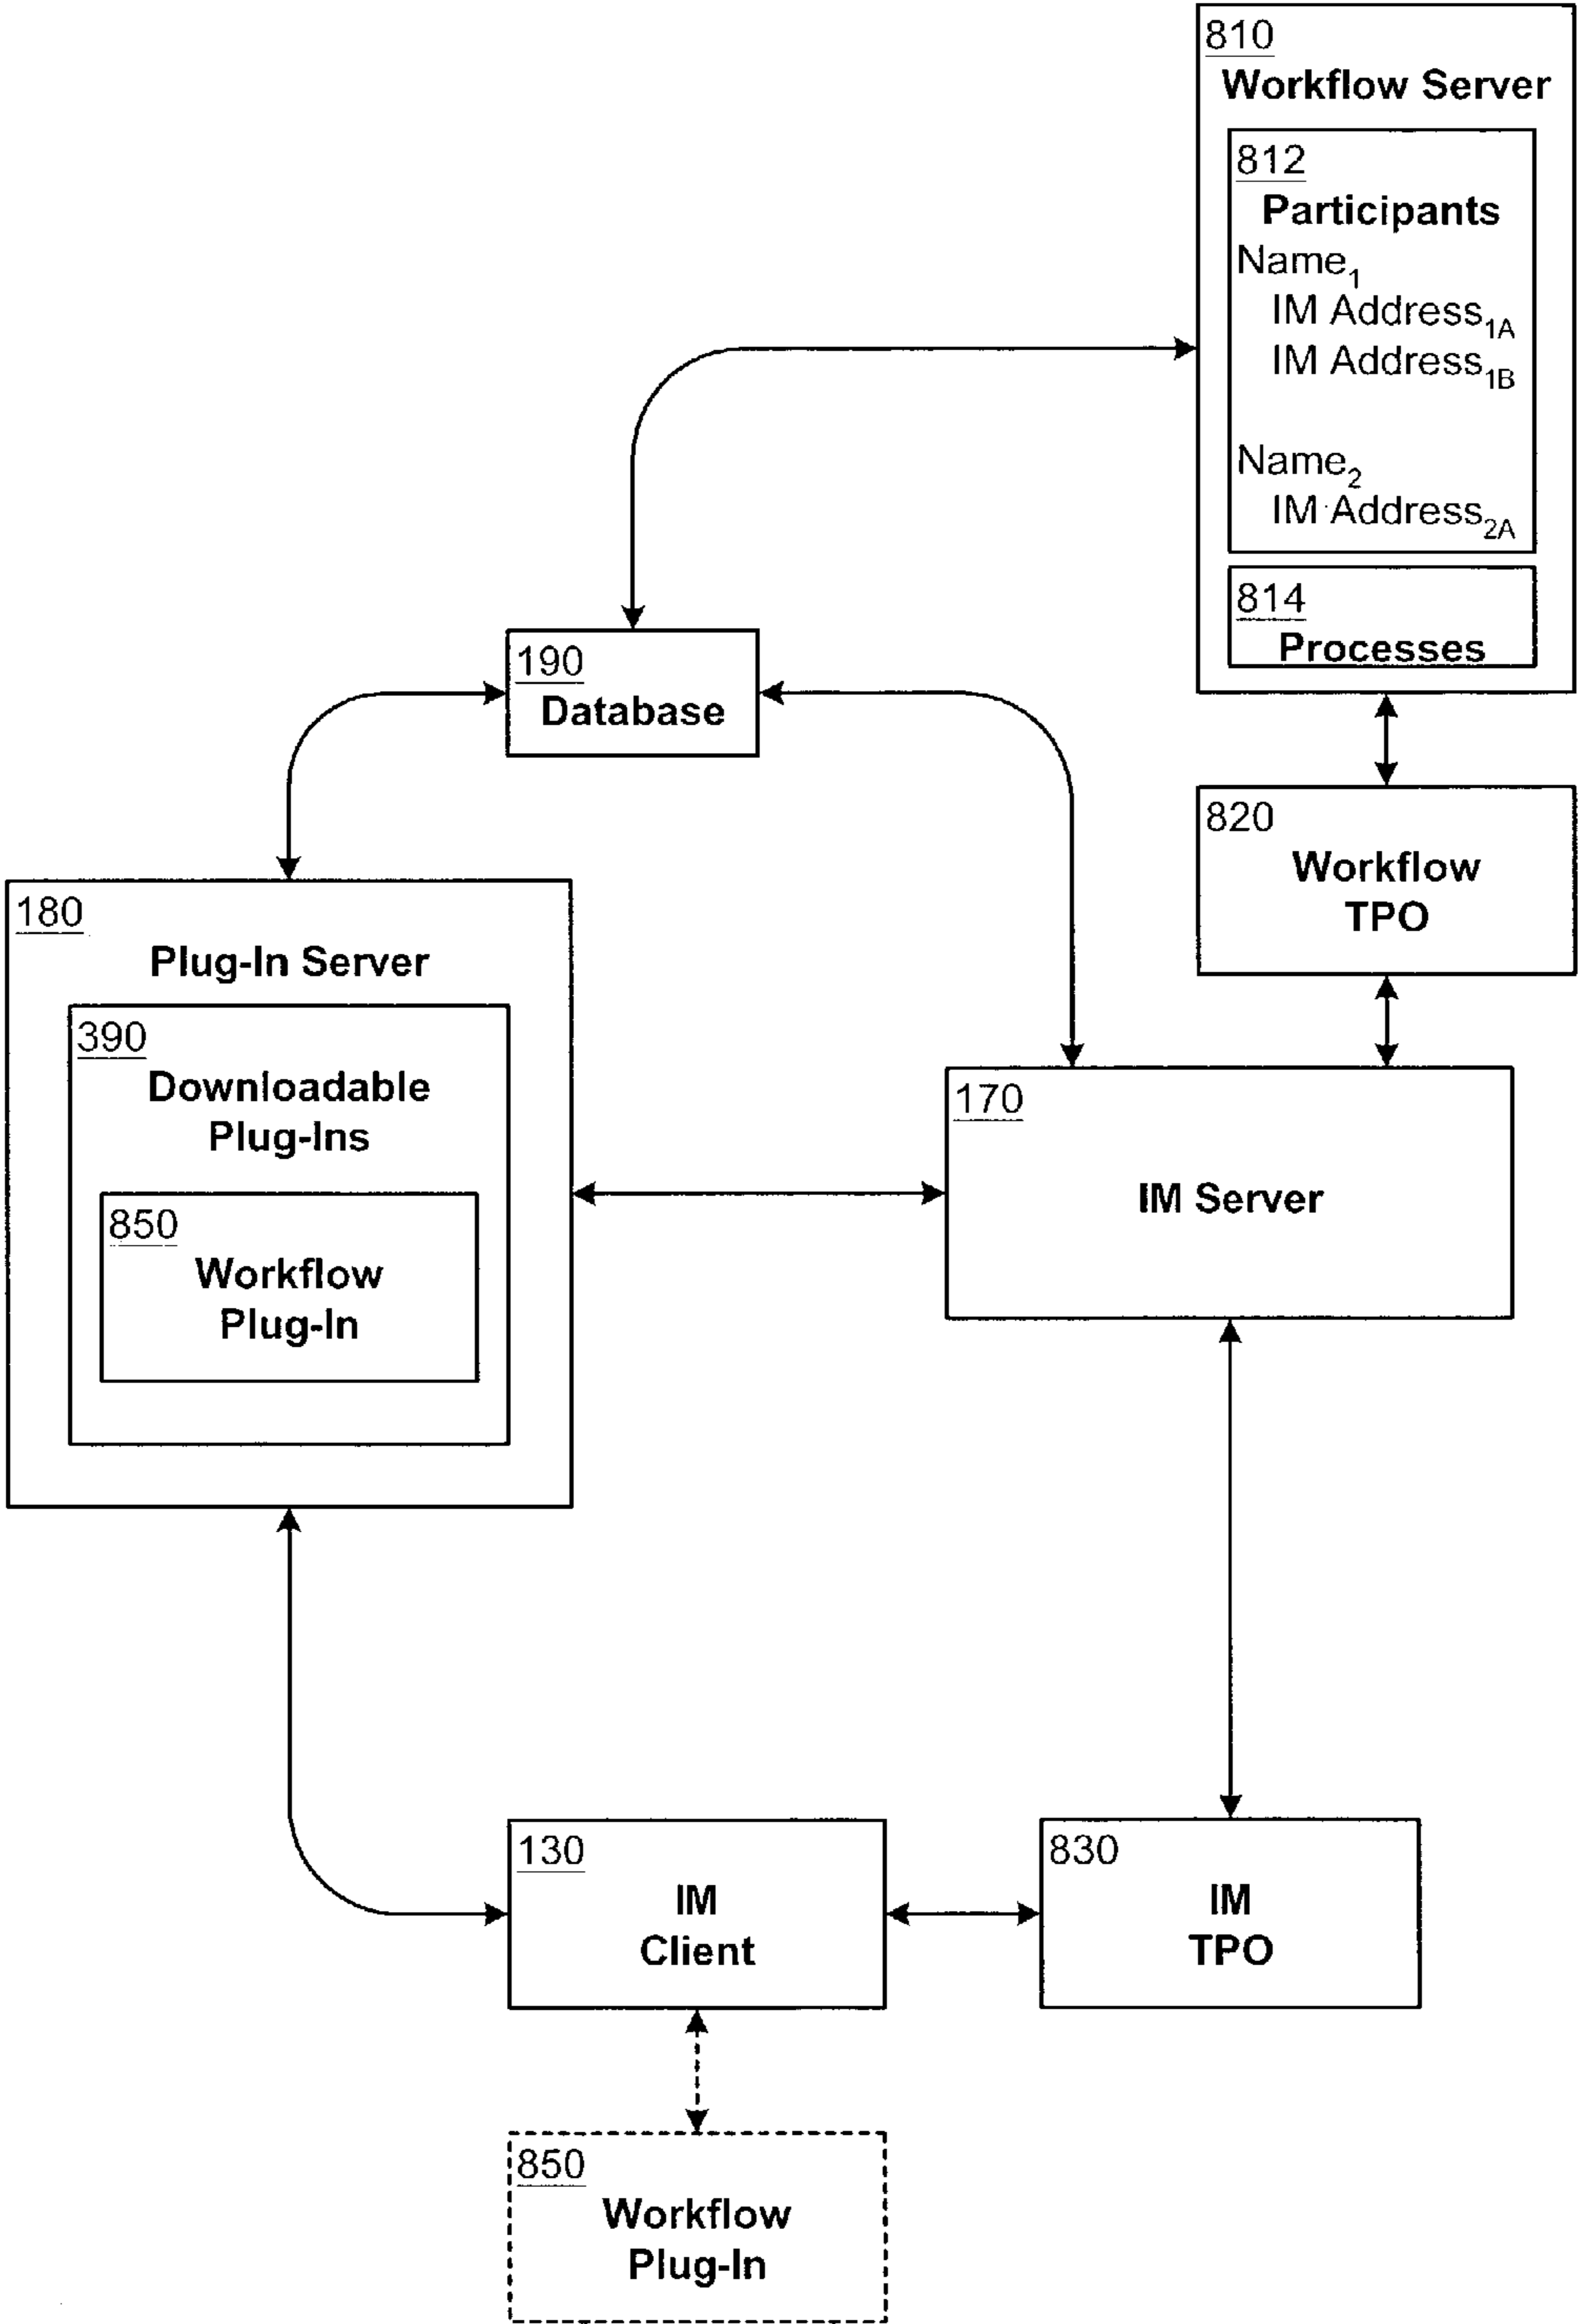 810
Workflow Server
812
Participants
Name1
IM Address1A
IM Address1B
Name2
IM Address2A
814
Processes
190
Database
820
Workflow
TPO
180
Plug-In Server
390
Downloadable
Plug-Ins
850
Workflow
Plug-In
170
IM Server
130
IM
Client
830
IM
TPO
850
Workflow
Plug-In